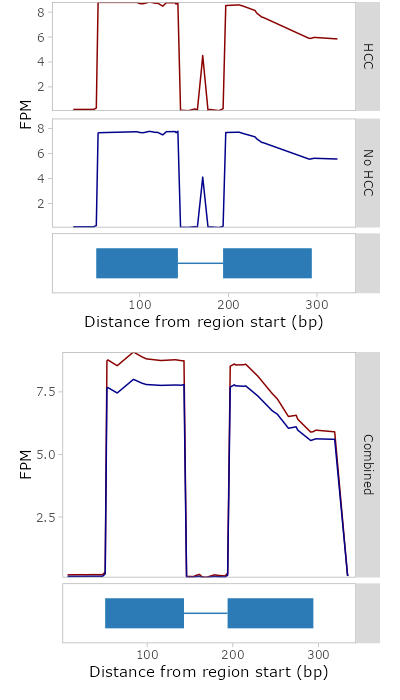 8
6
4
2
HCC
FPM
8
6
4
2
No HCC
100 200 300
Distance from region start (bp)
7.5
5.0
2.5
FPM
Combined
100 200 300
Distance from region start (bp)